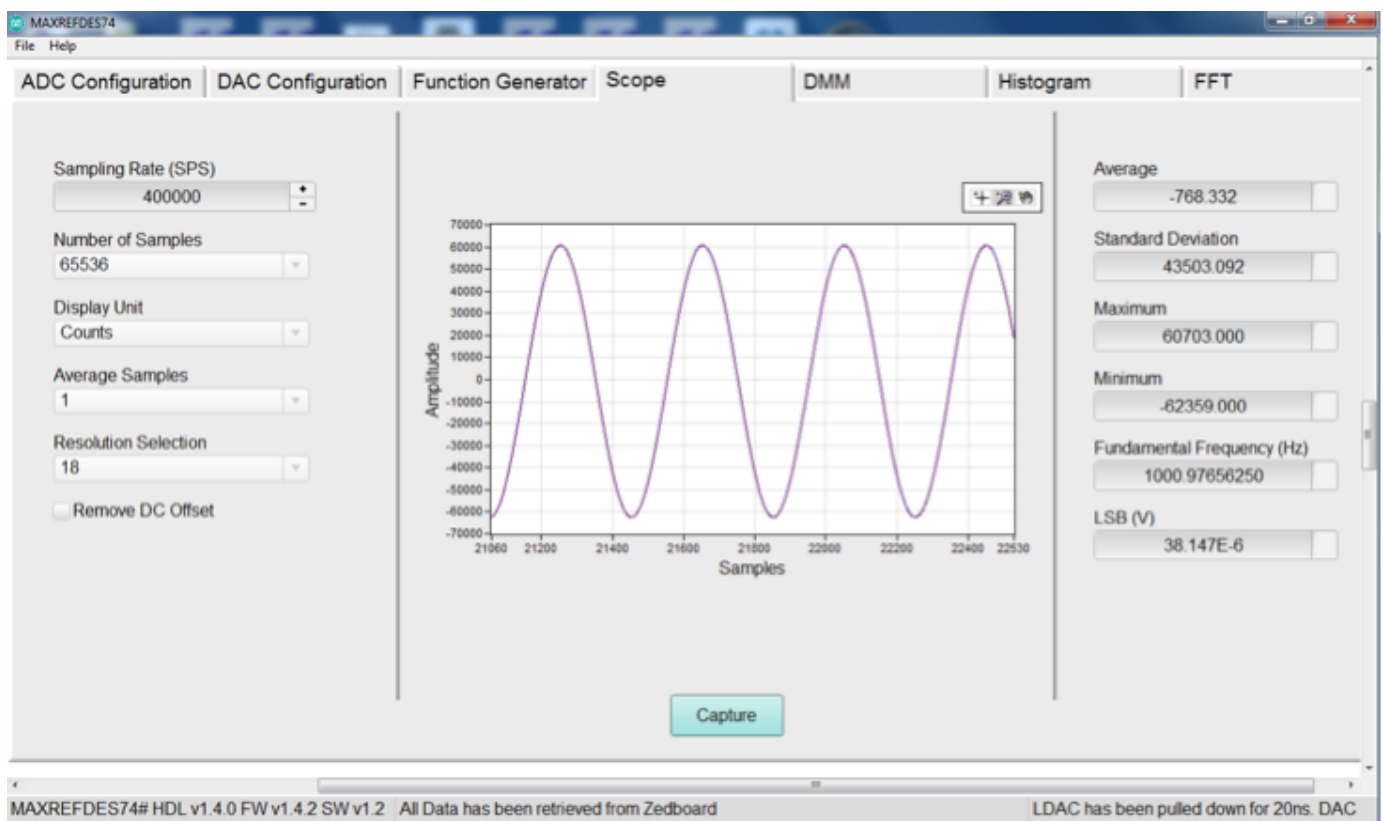 MAXREFDES74
File Help
ADC Configuration DAC Configuration Function Generator Scope DMM Histogram FFT
Sampling Rate (SPS)
400000
+
-
Number of Samples
65536
Display Unit
Counts
Average Samples
1
Resolution Selection
18
Remove DC Offset
Amplitude
70000
60000
50000
40000
30000
20000
10000
0
-10000
-20000
-30000
-40000
-50000
-60000
-70000
21060 21200 21400 21600 21800 22000 22200 22400 22530
Samples
Capture
Average
-768.332
Standard Deviation
43503.092
Maximum
60703.000
Minimum
-62359.000
Fundamental Frequency (Hz)
1000.97656250
LSB (V)
38.147E-6
MAXREFDES74# HDL v1.4.0 FW v1.4.2 SW v1.2 All Data has been retrieved from Zedboard LDAC has been pulled down for 20ns. DAC